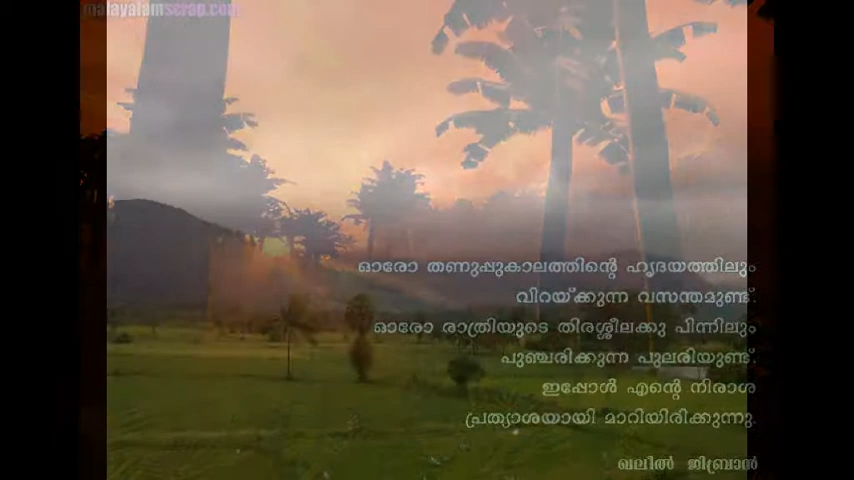 malayalamscrap.com
ഓരോ തണുപ്പുകാലത്തിന്റെ ഹൃദയത്തിലും
വിറയ്ക്കുന്ന വസന്തമുണ്ട്.
ഓരോ രാത്രിയുടെ തിരശ്ശീലക്കു പിന്നിലും
പുഞ്ചരിക്കുന്ന പുലരിയുണ്ട്.
ഇപ്പോൾ എന്റെ നിരാശ
പ്രത്യാശയായി മാറിയിരിക്കുന്നു.
ഖലീൽ ജിബ്രാൻ